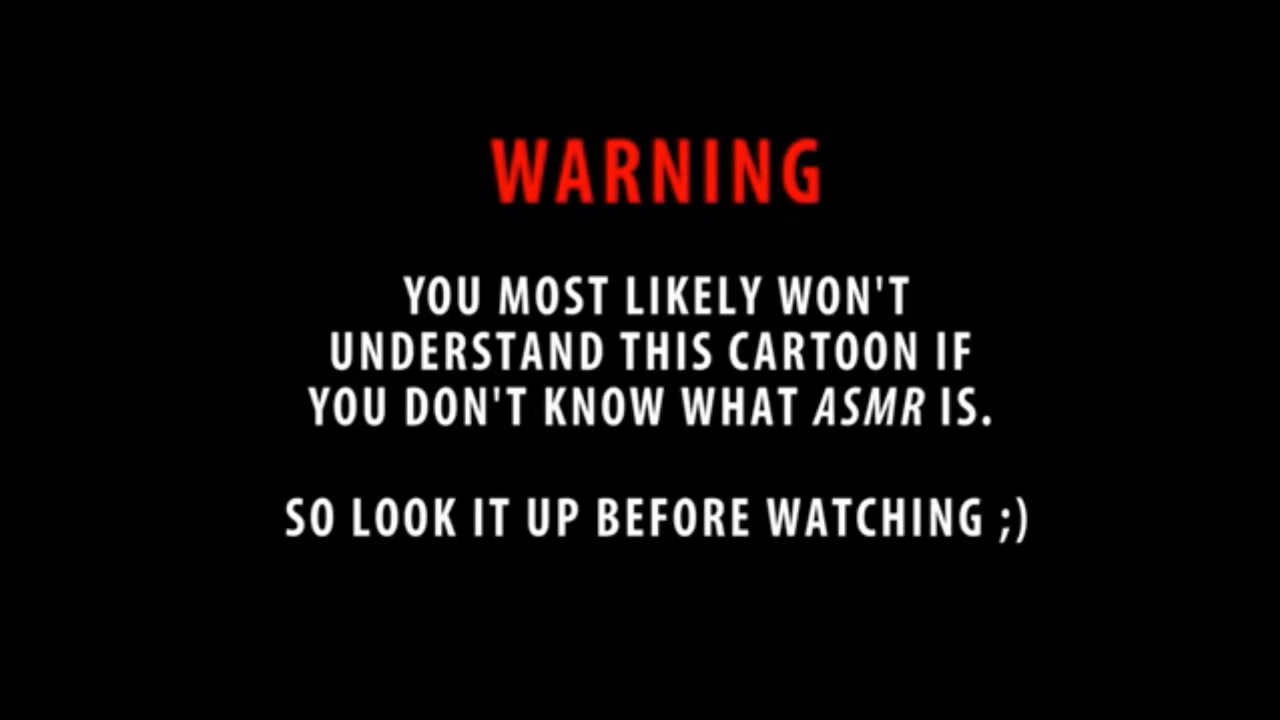 WARNING
YOU MOST LIKELY WON'T
UNDERSTAND THIS CARTOON IF
YOU DON'T KNOW WHAT ASMR IS.
SO LOOK IT UP BEFORE WATCHING ;)